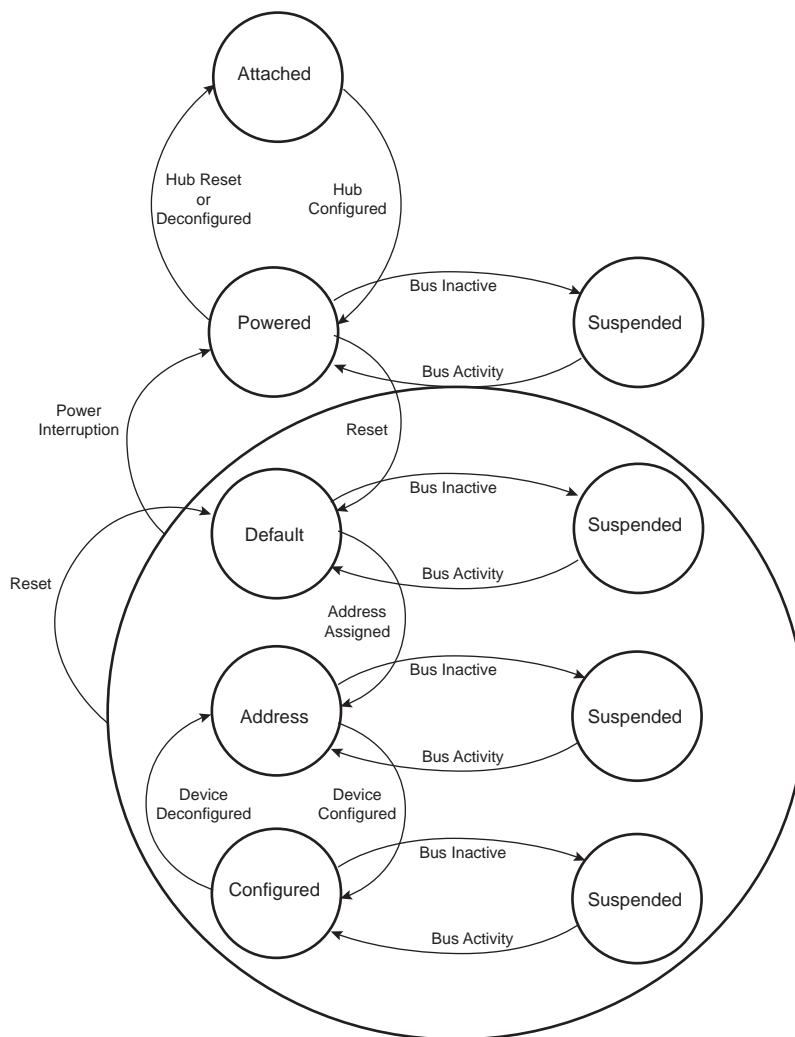 Attached
Hub Reset
or
Deconfigured
Hub
Configured
Bus Inactive
Powered
Suspended
Bus Activity
Power
Interruption
Reset
Bus Inactive
Default
Suspended
Bus Activity
Reset
Address
Assigned
Bus Inactive
Address
Suspended
Bus Activity
Device
Deconfigured
Device
Configured
Bus Inactive
Configured
Suspended
Bus Activity